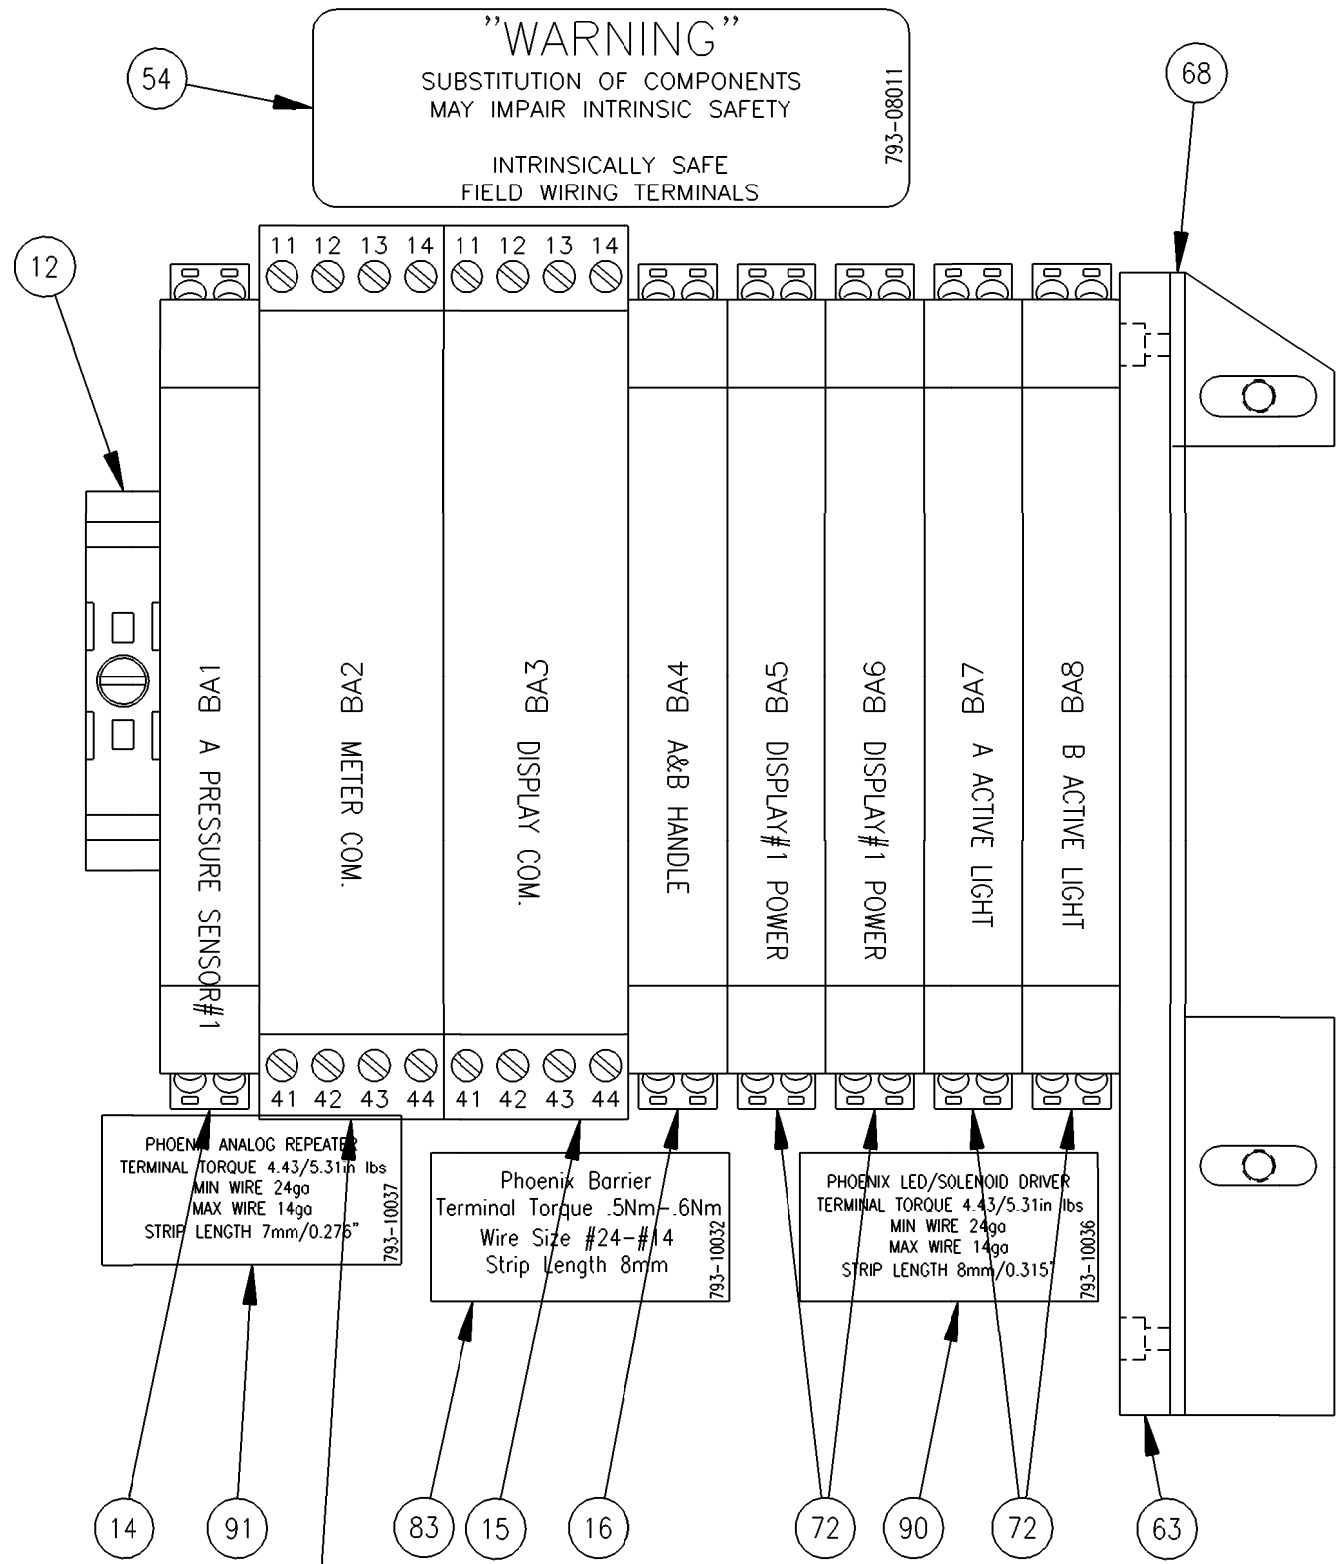 "WARNING"
SUBSTITUTION OF COMPONENTS
MAY IMPAIR INTRINSIC SAFETY
INTRINSICALLY SAFE
FIELD WIRING TERMINALS
793-08011
54
68
12
11 12 13 14 11 12 13 14
BA1 A PRESSURE SENSOR#1
BA2 METER COM.
BA3 DISPLAY COM.
BA4 A&B HANDLE
BA5 DISPLAY#1 POWER
BA6 DISPLAY#1 POWER
BA7 A ACTIVE LIGHT
BA8 B ACTIVE LIGHT
41 42 43 44 41 42 43 44
PHOENIX ANALOG REPEATER
TERMINAL TORQUE 4.43/5.31in lbs
MIN WIRE 24ga
MAX WIRE 14ga
STRIP LENGTH 7mm/0.276"
793-10037
Phoenix Barrier
Terminal Torque .5Nm-.6Nm
Wire Size #24-#14
Strip Length 8mm
793-10032
PHOENIX LED/SOLENOID DRIVER
TERMINAL TORQUE 4.43/5.31in lbs
MIN WIRE 24ga
MAX WIRE 14ga
STRIP LENGTH 8mm/0.315"
793-10036
14 91 83 15 16 72 90 72 63